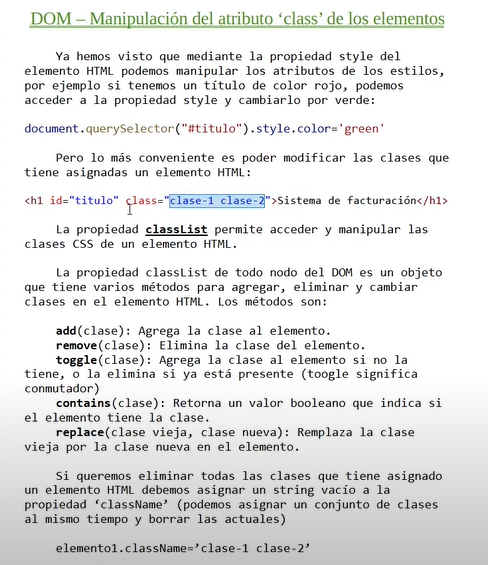 DOM – Manipulación del atributo ‘class’ de los elementos
Ya hemos visto que mediante la propiedad style del
elemento HTML podemos manipular los atributos de los estilos,
por ejemplo si tenemos un título de color rojo, podemos
acceder a la propiedad style y cambiarlo por verde:
document.querySelector("#titulo").style.color='green'
Pero lo más conveniente es poder modificar las clases que
tiene asignadas un elemento HTML:
<h1 id="titulo" class="clase-1 clase-2">Sistema de facturación</h1>
La propiedad classList permite acceder y manipular las
clases CSS de un elemento HTML.
La propiedad classList de todo nodo del DOM es un objeto
que tiene varios métodos para agregar, eliminar y cambiar
clases en el elemento HTML. Los métodos son:
add(clase): Agrega la clase al elemento.
remove(clase): Elimina la clase del elemento.
toggle(clase): Agrega la clase al elemento si no la
tiene, o la elimina si ya está presente (toogle significa
conmutador)
contains(clase): Retorna un valor booleano que indica si
el elemento tiene la clase.
replace(clase vieja, clase nueva): Remplaza la clase
vieja por la clase nueva en el elemento.
Si queremos eliminar todas las clases que tiene asignado
un elemento HTML debemos asignar un string vacío a la
propiedad ‘className’ (podemos asignar un conjunto de clases
al mismo tiempo y borrar las actuales)
elemento1.className=’clase-1 clase-2’